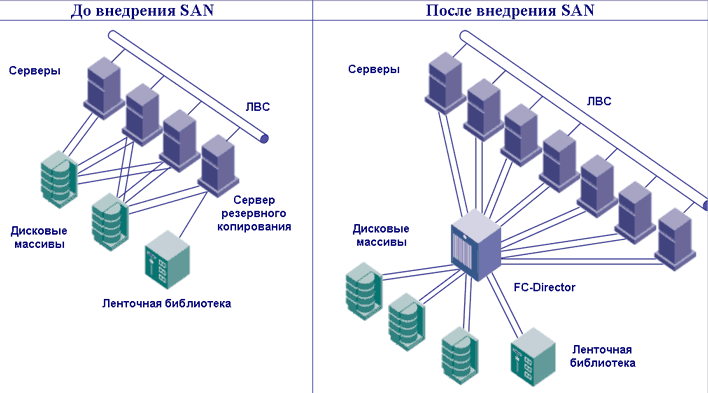 До внедрения SAN
Серверы
ЛВС
Сервер
резервного
копирования
Дисковые
массивы
Ленточная библиотека
После внедрения SAN
Серверы
ЛВС
Дисковые
массивы
FC-Director
Ленточная
библиотека